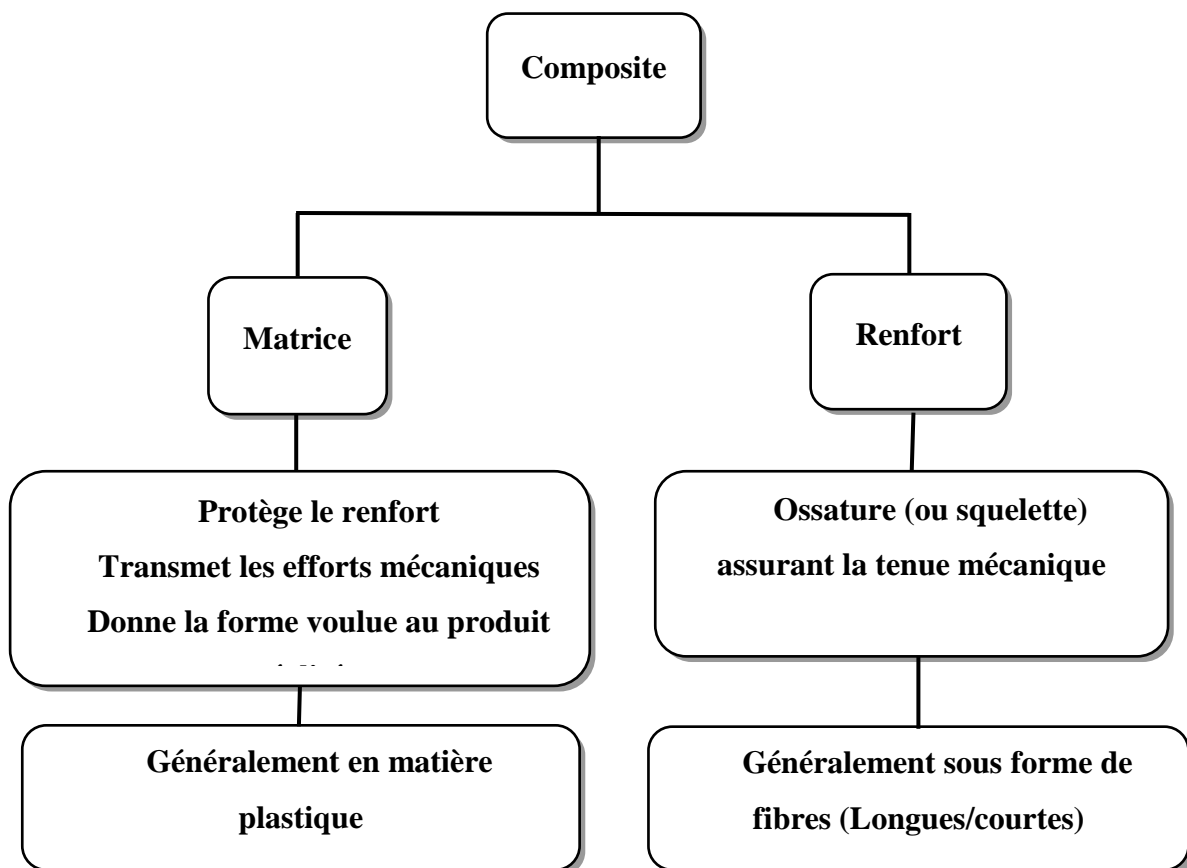 Composite
Matrice
Renfort
Protège le renfort
Transmet les efforts mécaniques
Donne la forme voulue au produit
Ossature (ou squelette)
assurant la tenue mécanique
Généralement en matière
plastique
Généralement sous forme de
fibres (Longues/courtes)